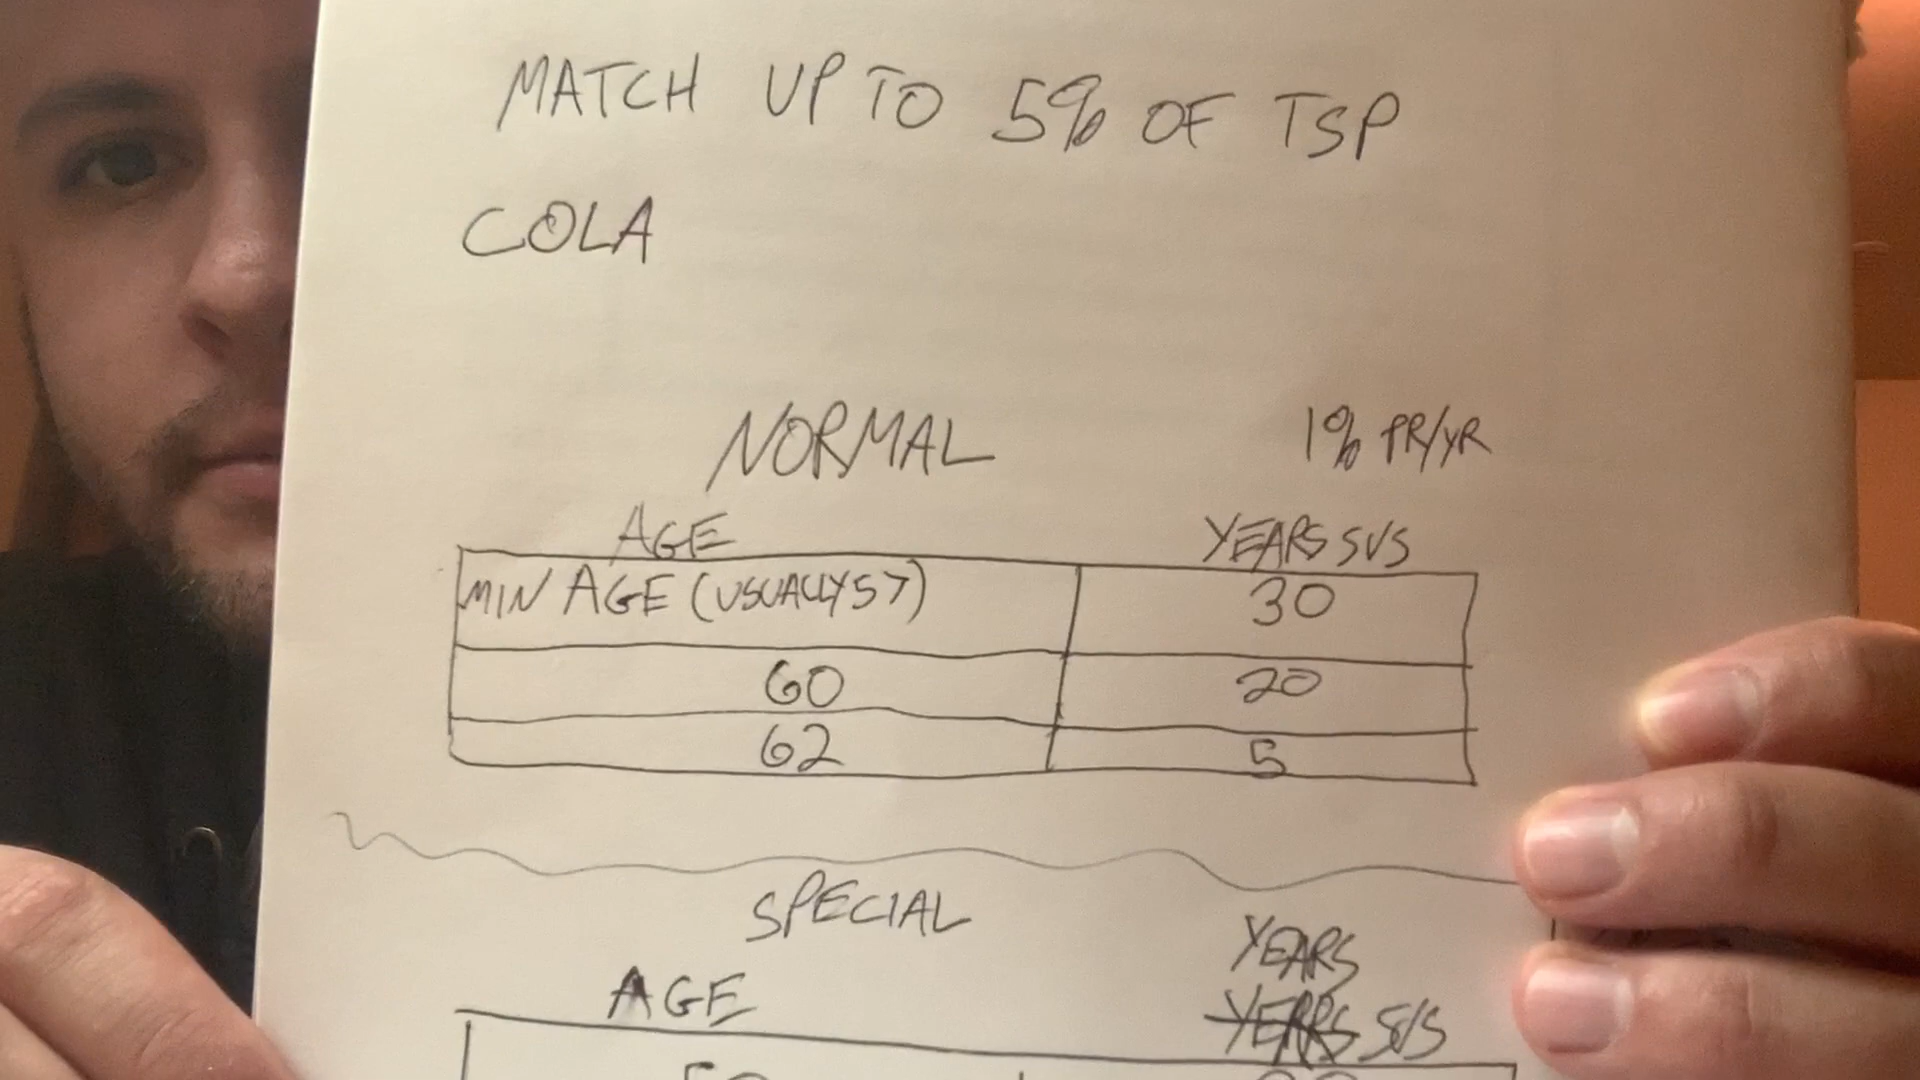 MATCH UP TO 5% OF TSP
COLA
NORMAL 1% PR/YR
AGE YEARS SVS
MIN AGE (USUALLY 57) 30
60 20
62 5
SPECIAL
YEARS
AGE YEARS SVS